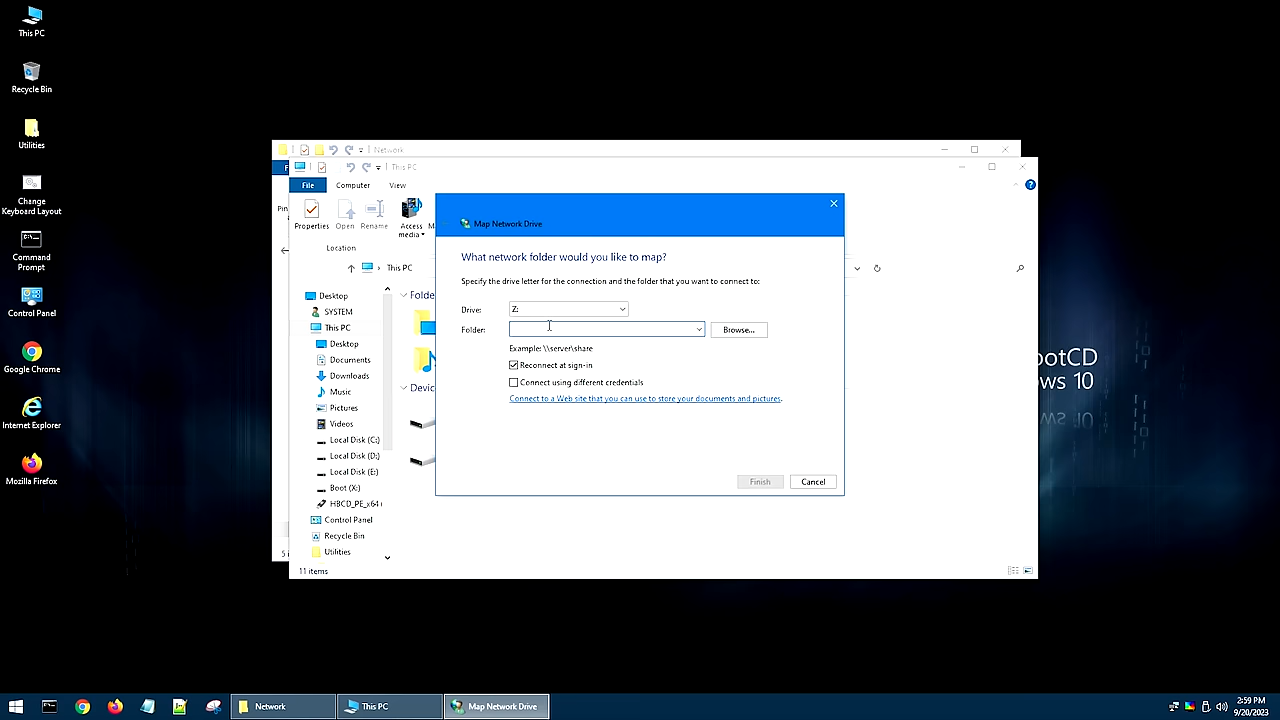 This PC
Recycle Bin
Utilities
Change
Keyboard Layout
Command
Prompt
Control Panel
Google Chrome
Internet Explorer
Mozilla Firefox
Network
This PC
File
Computer
View
Properties
Open
Rename
Access
media
Location
This PC
Desktop
SYSTEM
This PC
Desktop
Documents
Downloads
Music
Pictures
Videos
Local Disk (C:)
Local Disk (D:)
Local Disk (E:)
Boot (X:)
HBCD_PE_x64 (
Control Panel
Recycle Bin
Utilities
11 items
Folde
Devic
Map Network Drive
What network folder would you like to map?
Specify the drive letter for the connection and the folder that you want to connect to:
Drive:
Z:
Folder:
Browse...
Example: \\server\share
Reconnect at sign-in
Connect using different credentials
Connect to a Web site that you can use to store your documents and pictures.
Finish
Cancel
ootCD
ws 10
Network
This PC
Map Network Drive
2:59 PM
9/20/2023